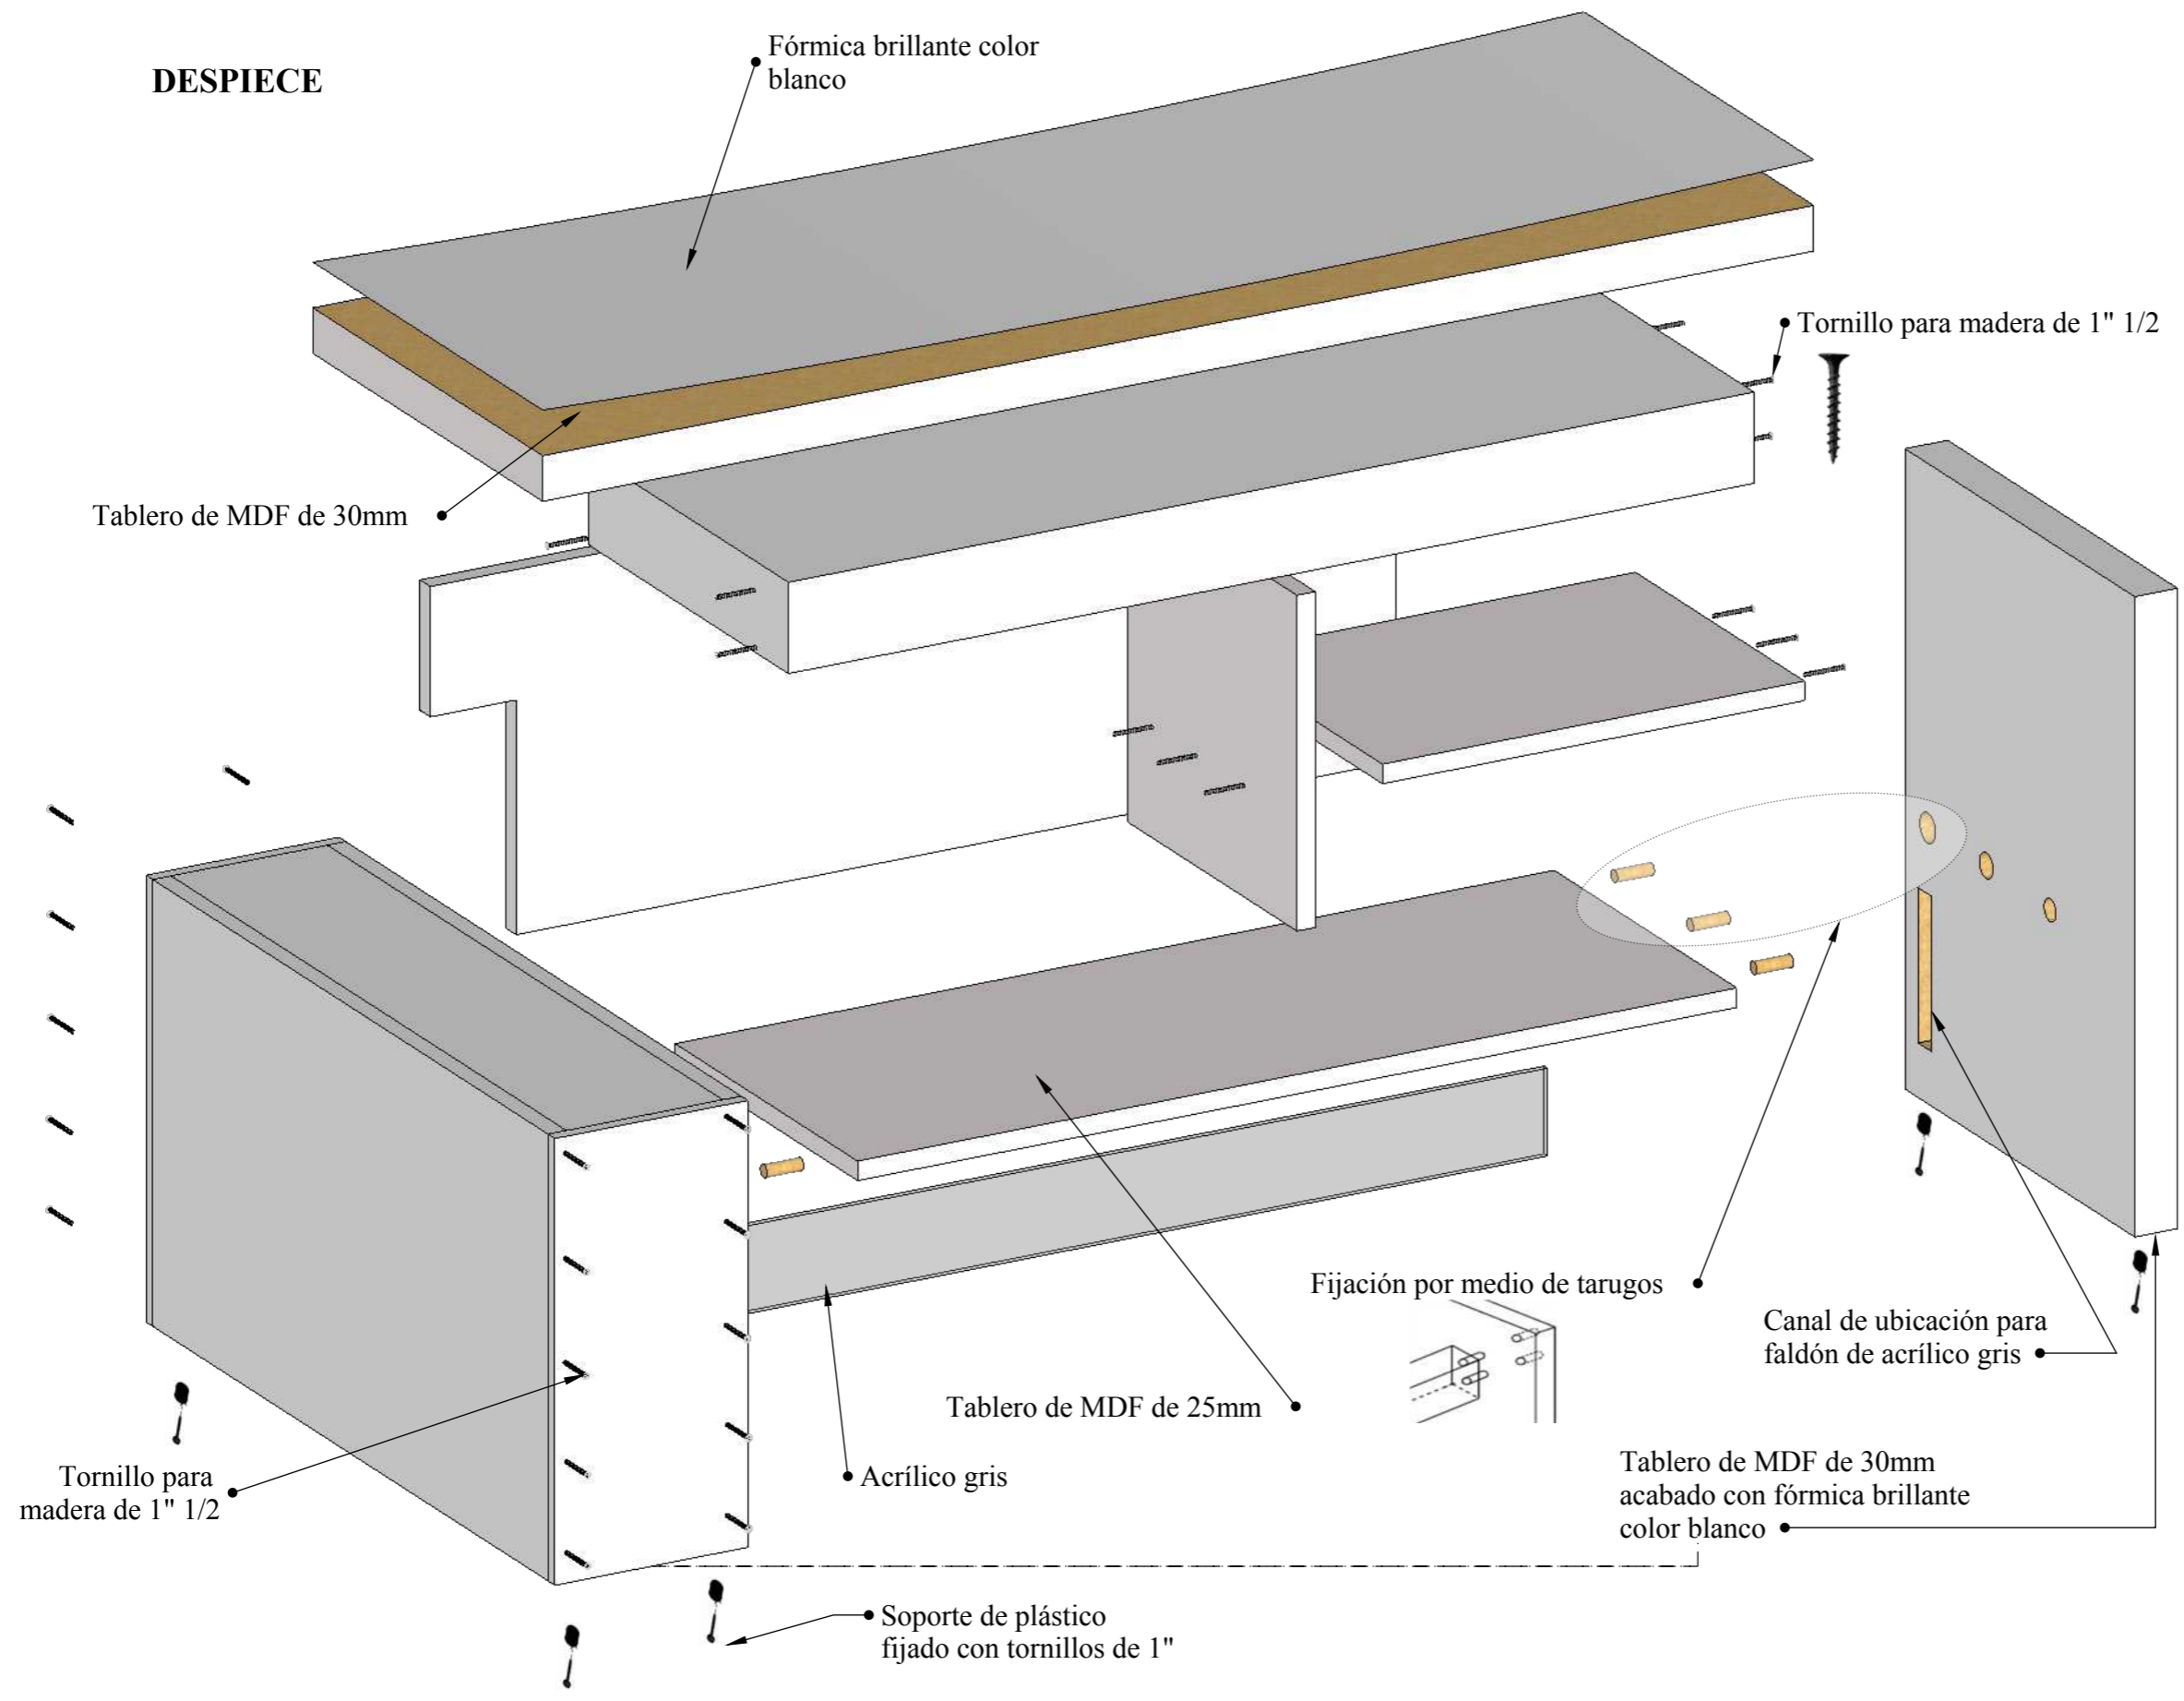 DESPIECE
Fórmica brillante color
blanco
Tornillo para madera de 1" 1/2
Tablero de MDF de 30mm
Fijación por medio de tarugos
Canal de ubicación para
faldón de acrílico gris
Tablero de MDF de 25mm
Acrílico gris
Tornillo para
madera de 1" 1/2
Tablero de MDF de 30mm
acabado con fórmica brillante
color blanco
Soporte de plástico
fijado con tornillos de 1"